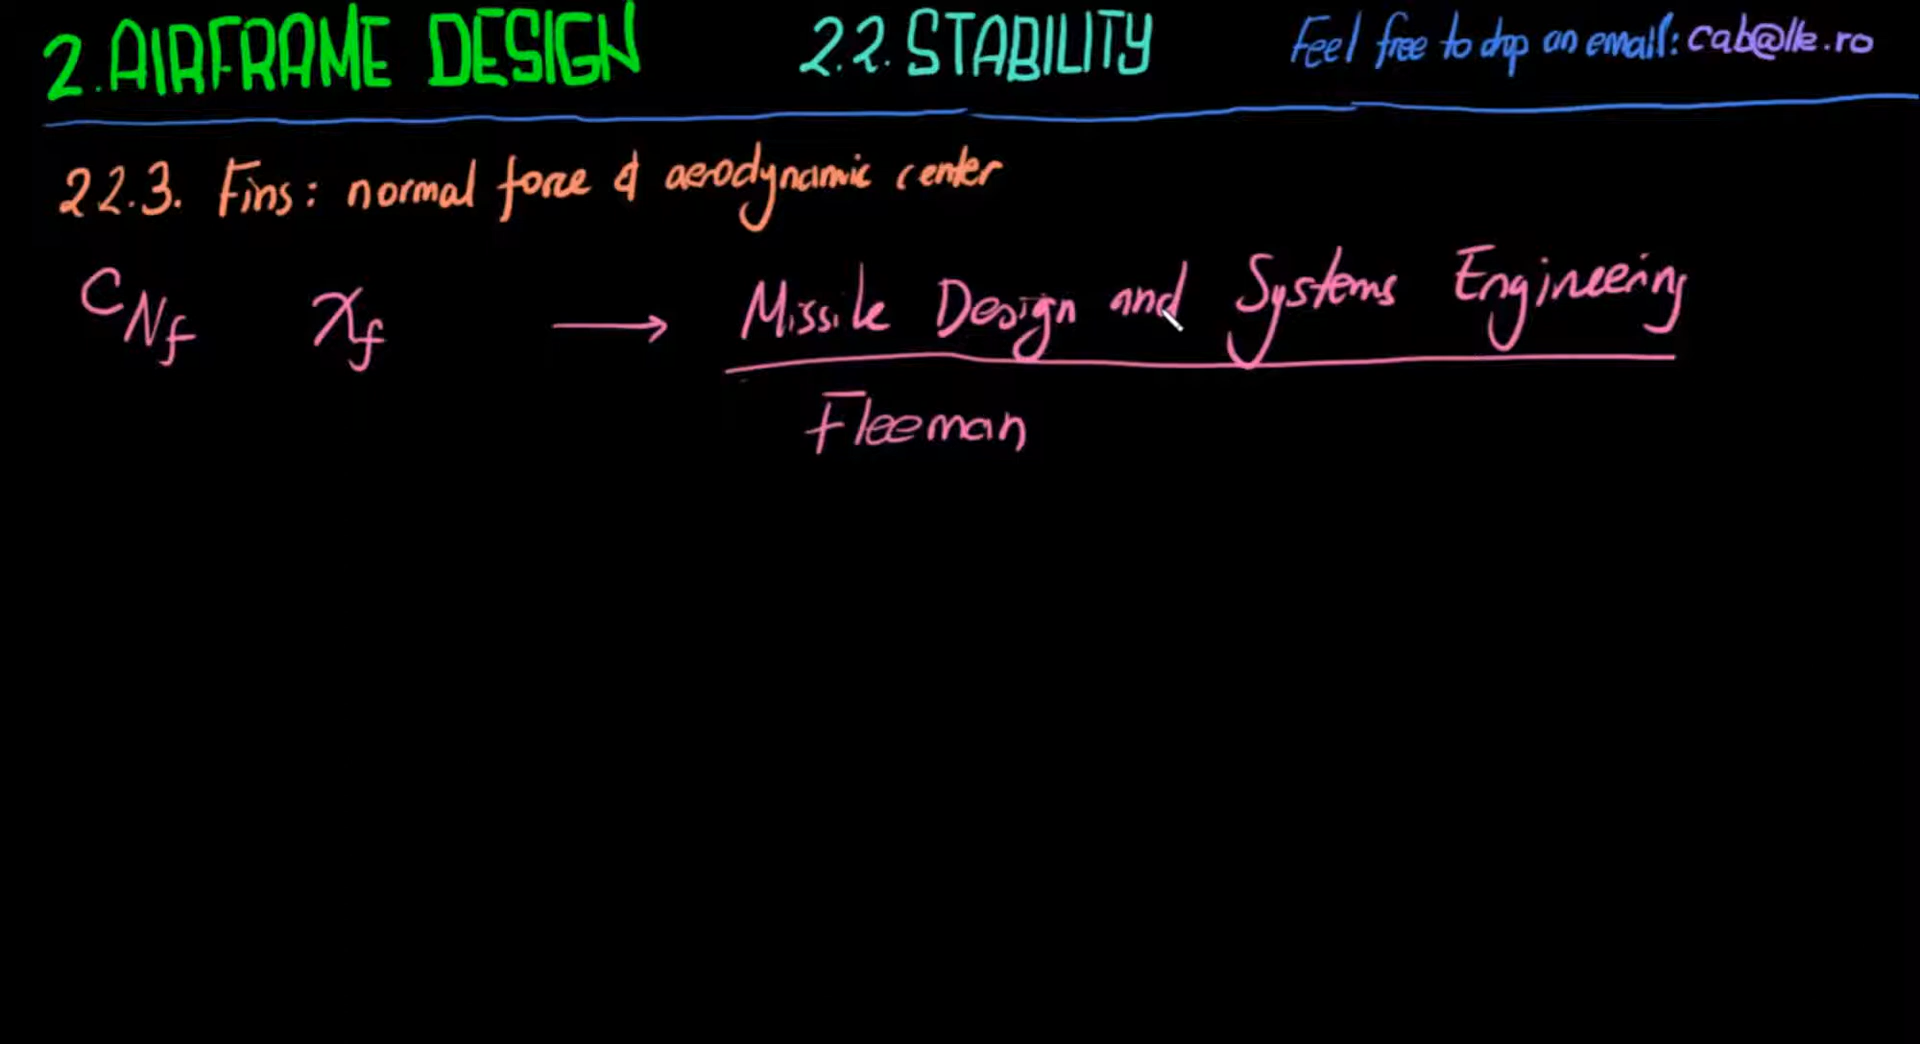 2. AIRFRAME DESIGN 2.2. STABILITY Feel free to drop an email: cab@lke.ro
2.2.3. Fins: normal force & aerodynamic center
CNf xf → Missile Design and Systems Engineering
Fleeman